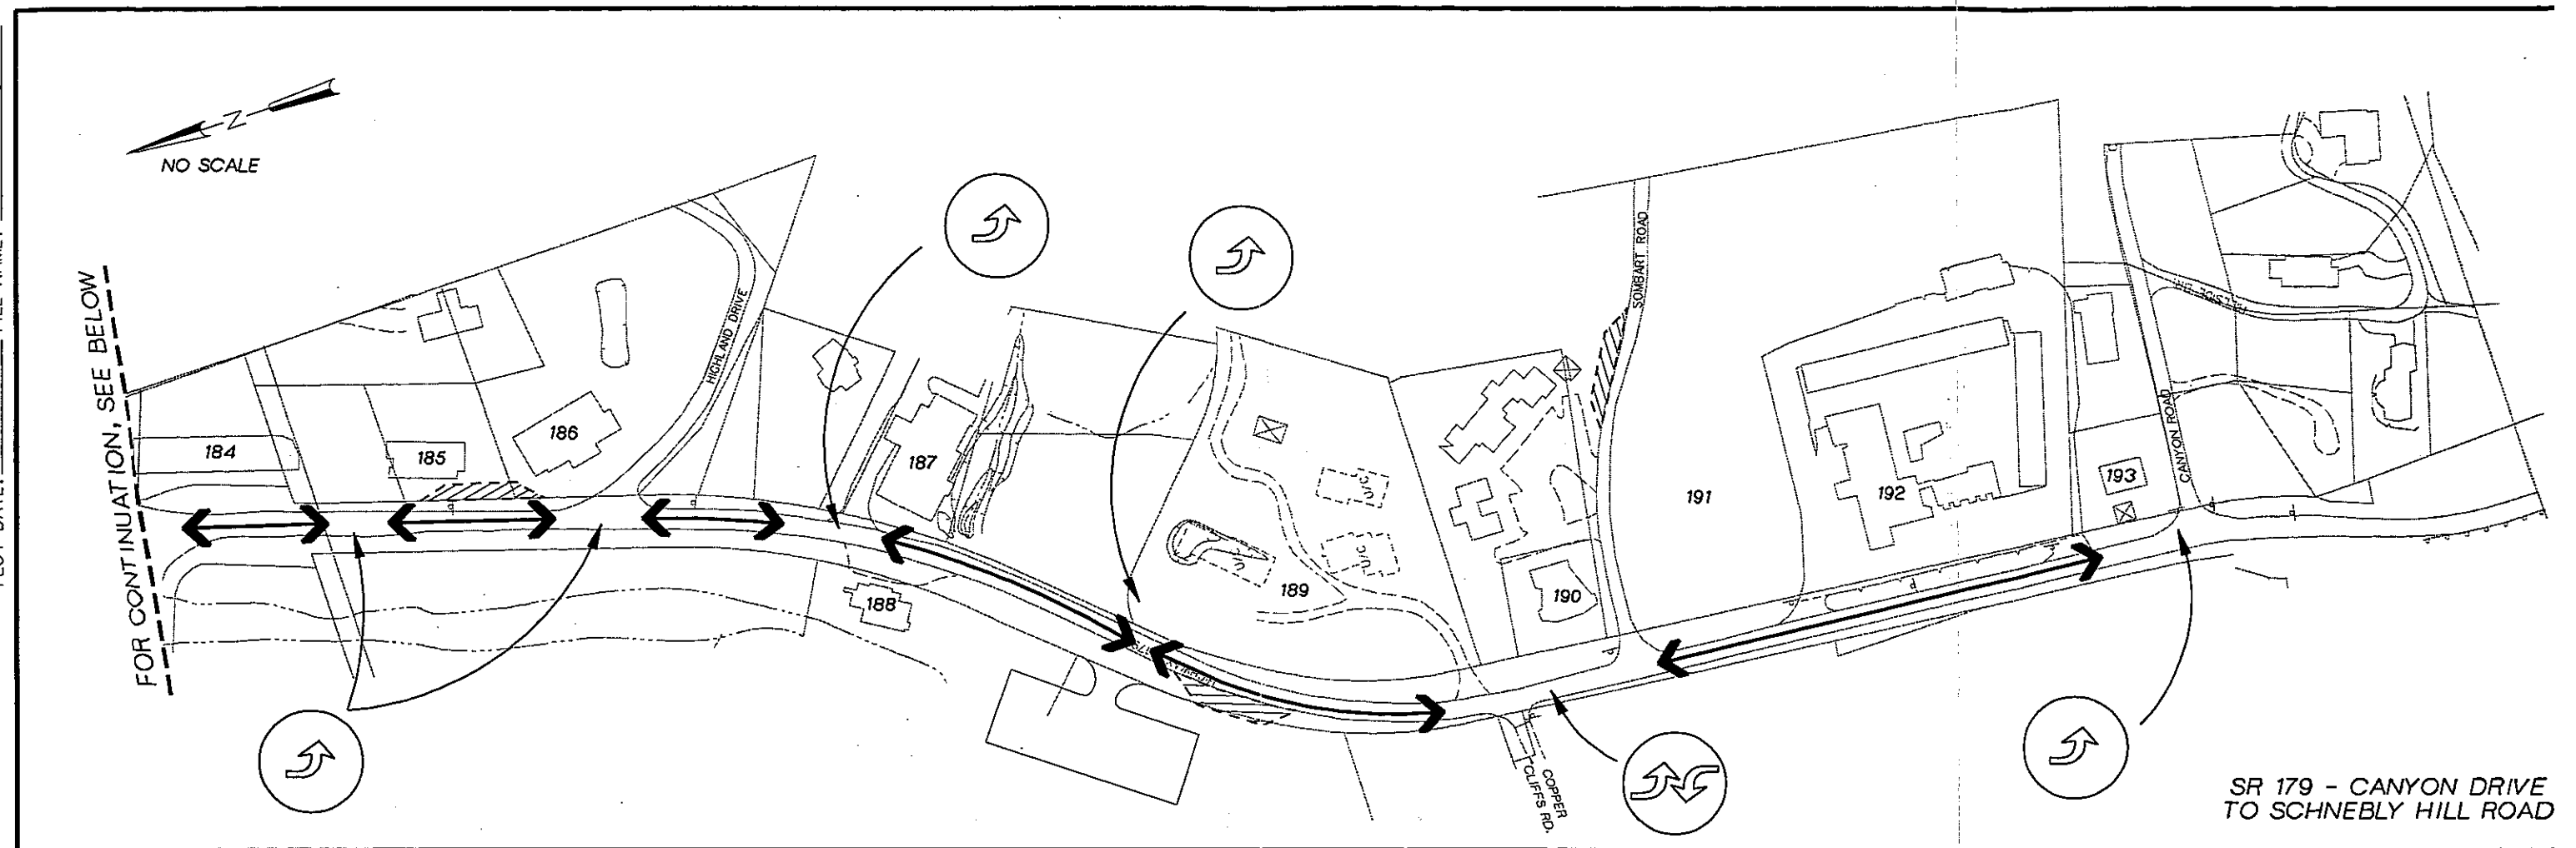 N
NO SCALE
FOR CONTINUATION, SEE BELOW
184
185
186
HIGHLAND DRIVE
187
188
189
U/C
U/C
190
SOMBART ROAD
191
192
193
CANYON ROAD
COPPER
CLIFFS RD.
SR 179 - CANYON DRIVE
TO SCHNEBLY HILL ROAD